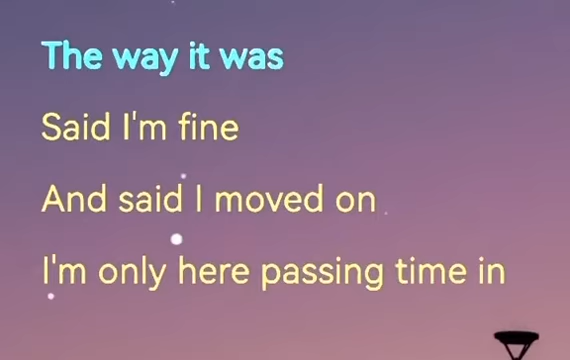 The way it was
Said I'm fine
And said I moved on
I'm only here passing time in